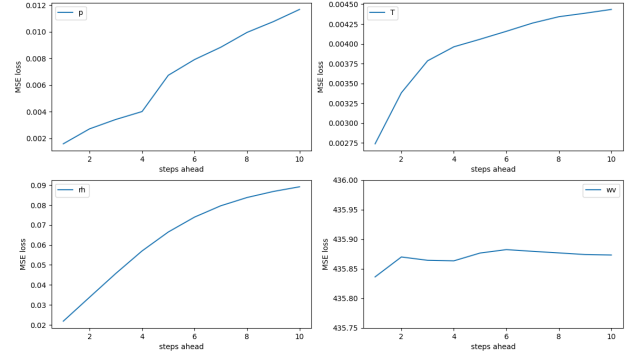 0.012
0.010
0.008
0.006
0.004
0.002
MSE loss
p
2 4 6 8 10
steps ahead
0.00450
0.00425
0.00400
0.00375
0.00350
0.00325
0.00300
0.00275
MSE loss
T
2 4 6 8 10
steps ahead
0.09
0.08
0.07
0.06
0.05
0.04
0.03
0.02
MSE loss
rh
2 4 6 8 10
steps ahead
436.00
435.95
435.90
435.85
435.80
435.75
MSE loss
wv
2 4 6 8 10
steps ahead